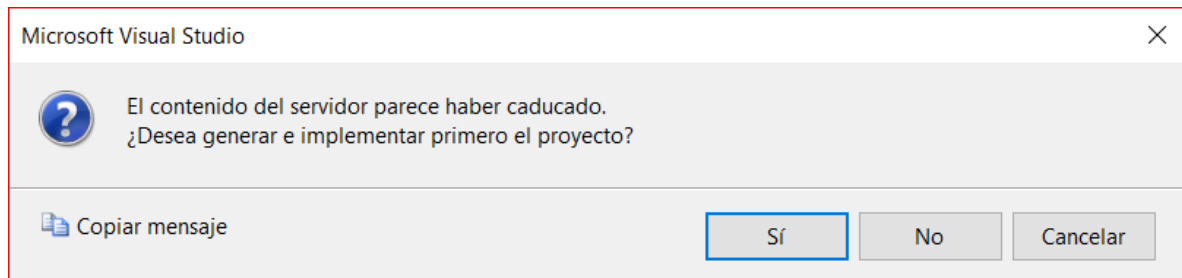 Microsoft Visual Studio
El contenido del servidor parece haber caducado.
¿Desea generar e implementar primero el proyecto?
Copiar mensaje
Sí
No
Cancelar